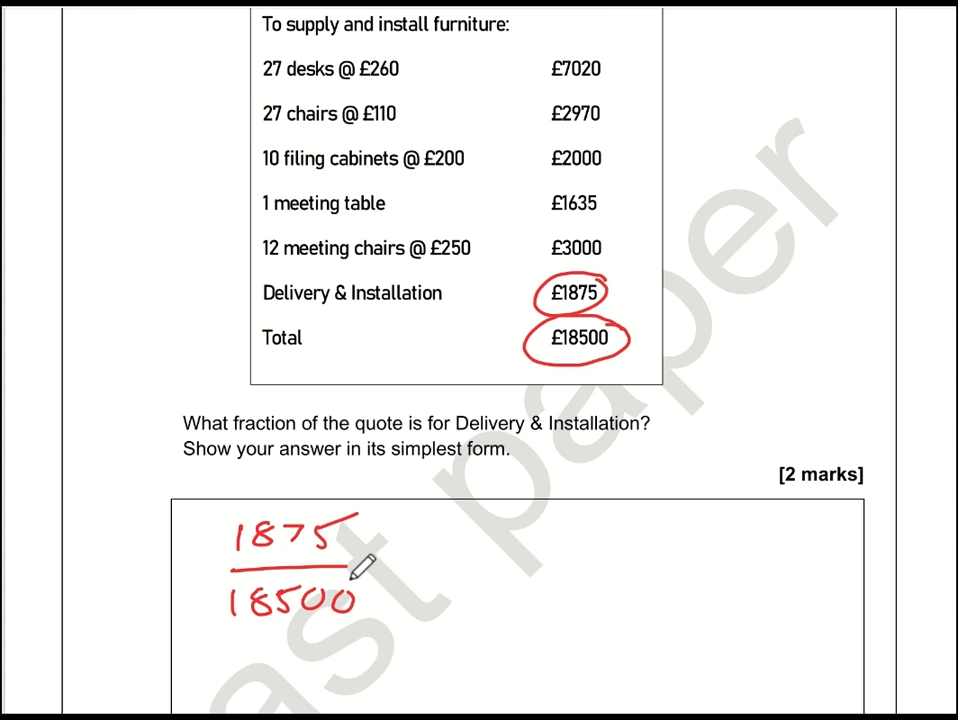 To supply and install furniture:
27 desks @ £260 £7020
27 chairs @ £110 £2970
10 filing cabinets @ £200 £2000
1 meeting table £1635
12 meeting chairs @ £250 £3000
Delivery & Installation £1875
Total £18500
What fraction of the quote is for Delivery & Installation?
Show your answer in its simplest form.
[2 marks]
1875
18500
ast paper